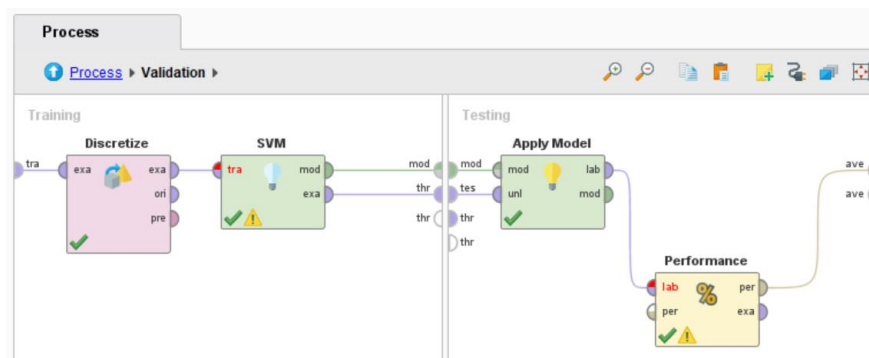 Process
Process Validation
Training
Testing
Discretize
SVM
Apply Model
tra
exa
exa
ori
pre
tra
mod
exa
mod
thr
thr
mod
tes
thr
thr
mod
unl
lab
mod
ave
ave
Performance
lab
per
per
exa
%